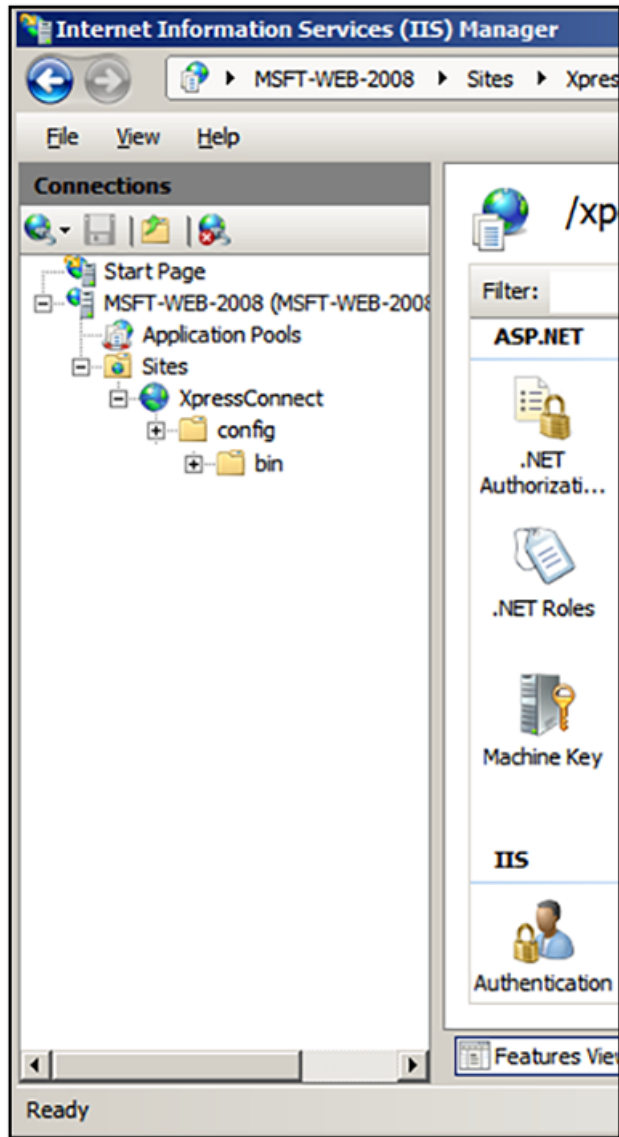 Internet Information Services (IIS) Manager
MSFT-WEB-2008 Sites Xpres
File View Help
Connections
Start Page
MSFT-WEB-2008 (MSFT-WEB-2008
Application Pools
Sites
XpressConnect
config
bin
/xp
Filter:
ASP.NET
.NET
Authorizati...
.NET Roles
Machine Key
IIS
Authentication
Features Vie
Ready